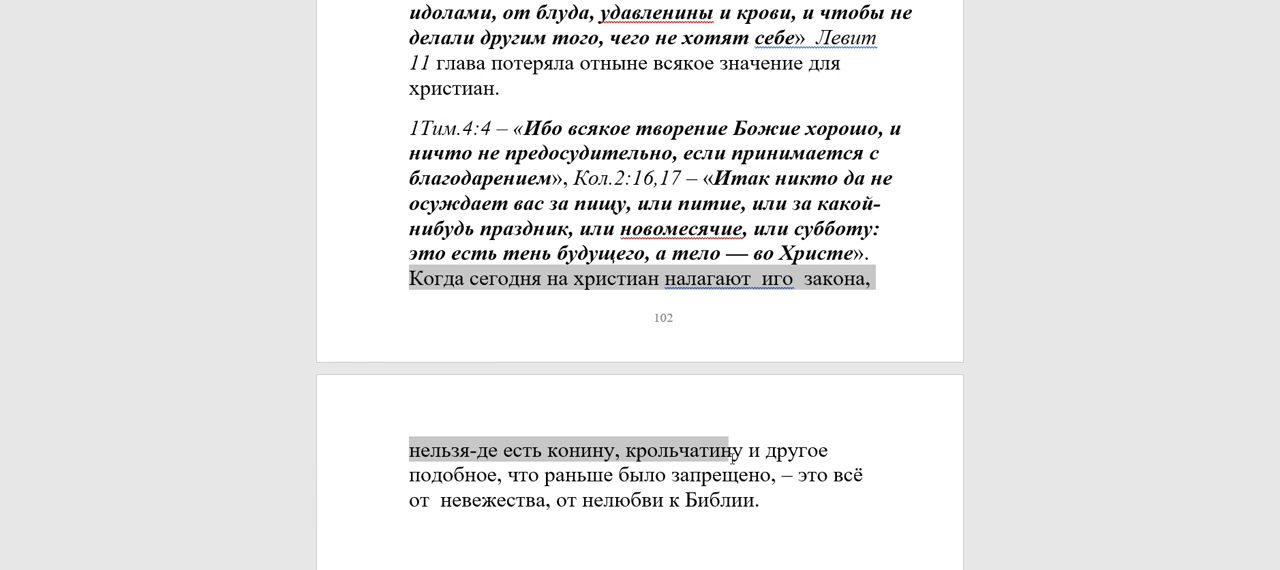 идолами, от блуда, удавленины и крови, и чтобы не
делали другим того, чего не хотят себе»  Левит
11 глава потеряла отныне всякое значение для
христиан.
1Тим.4:4 – «Ибо всякое творение Божие хорошо, и
ничто не предосудительно, если принимается с
благодарением», Кол.2:16,17 – «Итак никто да не
осуждает вас за пищу, или питие, или за какой-
нибудь праздник, или новомесячие, или субботу:
это есть тень будущего, а тело — во Христе».
Когда сегодня на христиан налагают  иго  закона,
102
нельзя-де есть конину, крольчатину и другое
подобное, что раньше было запрещено, – это всё
от  невежества, от нелюбви к Библии.